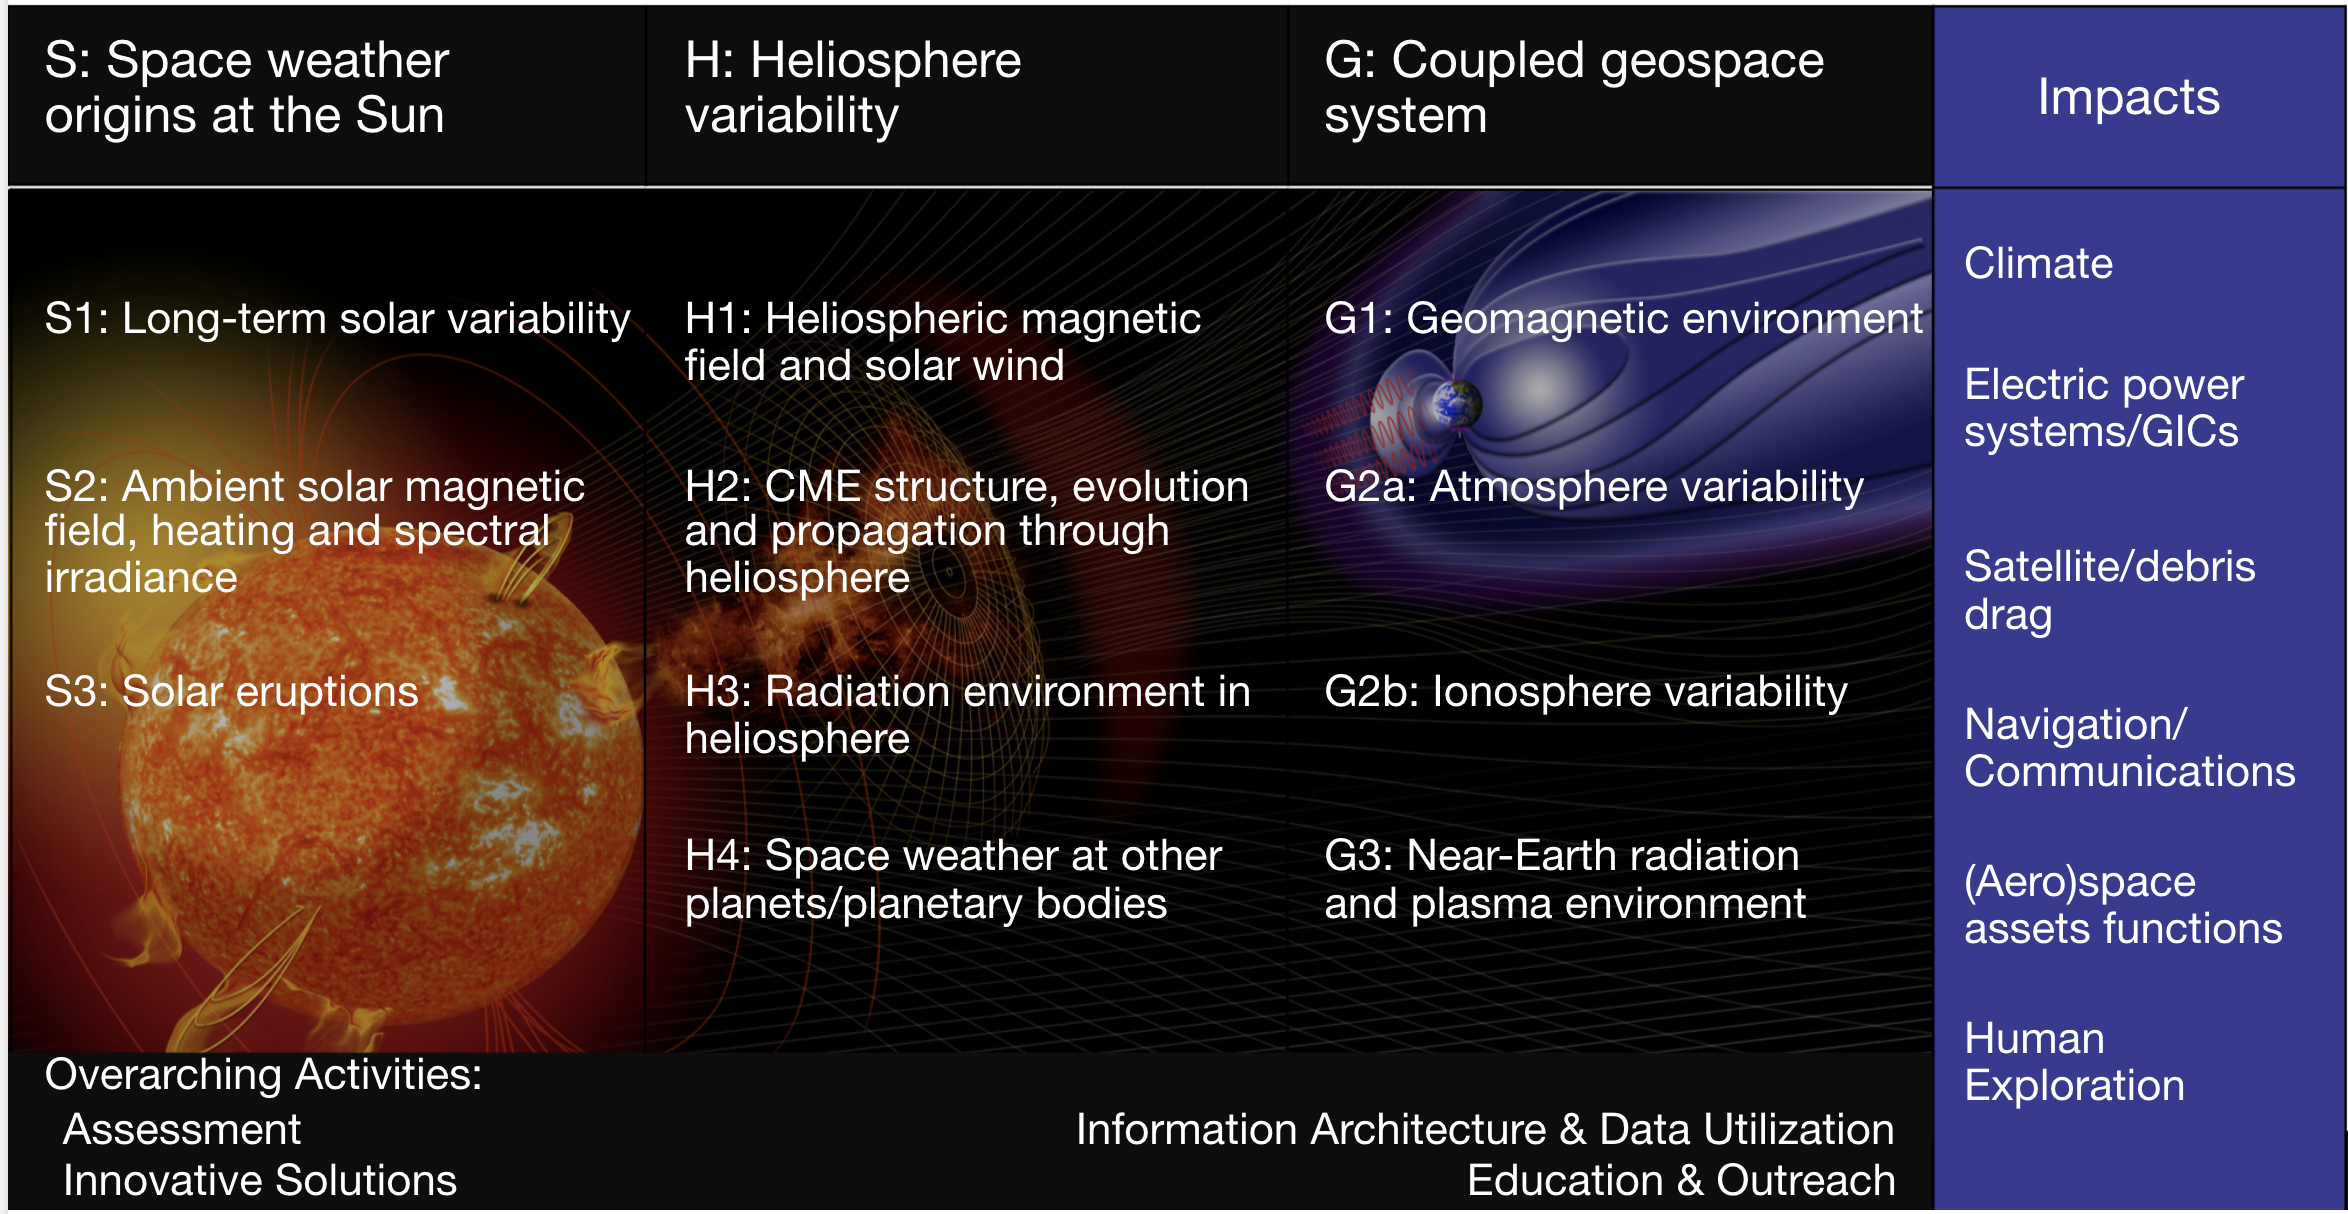 S: Space weather
origins at the Sun
H: Heliosphere
variability
G: Coupled geospace
system
Impacts
S1: Long-term solar variability
S2: Ambient solar magnetic
field, heating and spectral
irradiance
S3: Solar eruptions
H1: Heliospheric magnetic
field and solar wind
H2: CME structure, evolution
and propagation through
heliosphere
H3: Radiation environment in
heliosphere
H4: Space weather at other
planets/planetary bodies
G1: Geomagnetic environment
G2a: Atmosphere variability
G2b: Ionosphere variability
G3: Near-Earth radiation
and plasma environment
Climate
Electric power
systems/GICs
Satellite/debris
drag
Navigation/
Communications
(Aero)space
assets functions
Human
Exploration
Overarching Activities:
Assessment
Innovative Solutions
Information Architecture & Data Utilization
Education & Outreach